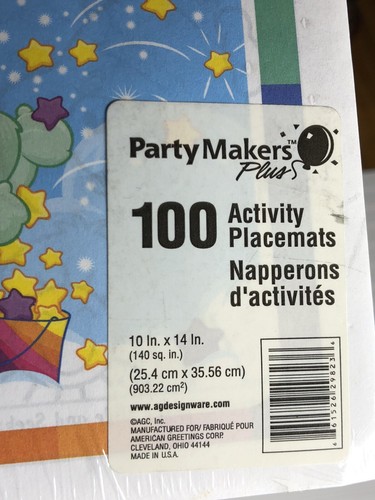 Party Makers™
Plus
100 Activity
Placemats
Napperons
d'activités
10 In. x 14 In.
(140 sq. in.)
(25.4 cm x 35.56 cm)
(903.22 cm²)
www.agdesignware.com
©AGC, Inc.
MANUFACTURED FOR/ FABRIQUÉ POUR
AMERICAN GREETINGS CORP.
CLEVELAND, OHIO 44144
MADE IN U.S.A.